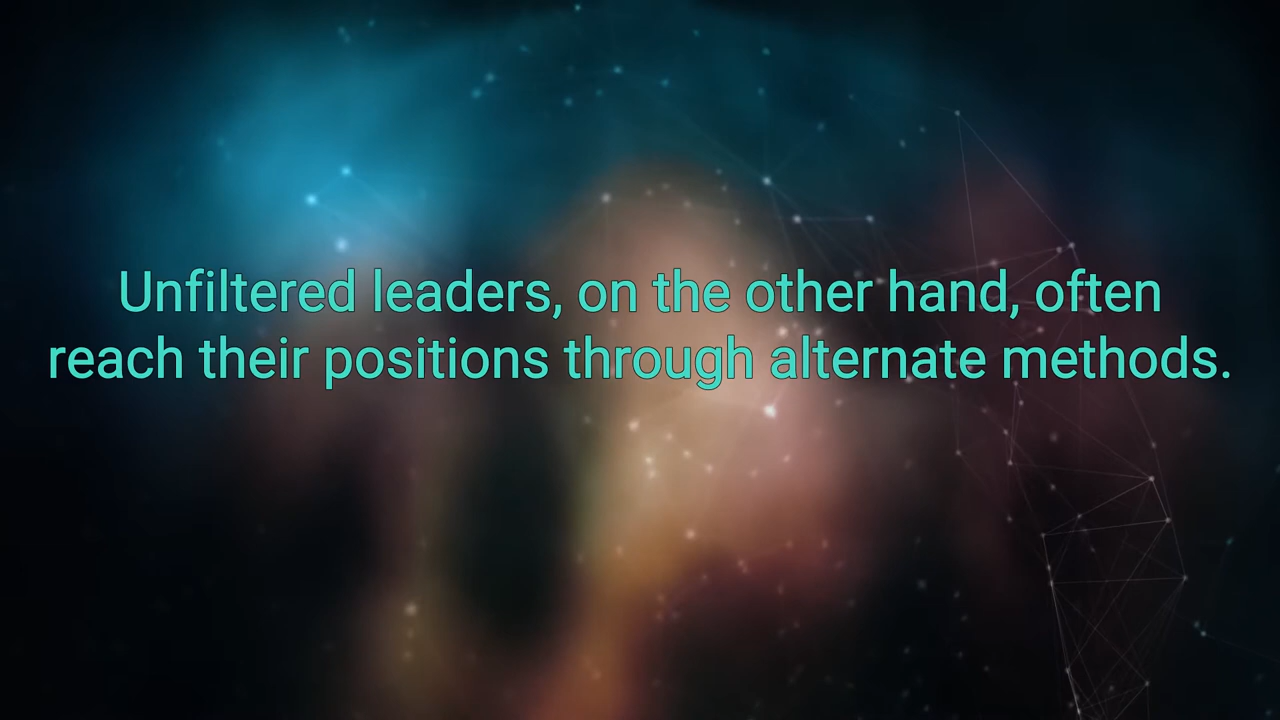 Unfiltered leaders, on the other hand, often
reach their positions through alternate methods.